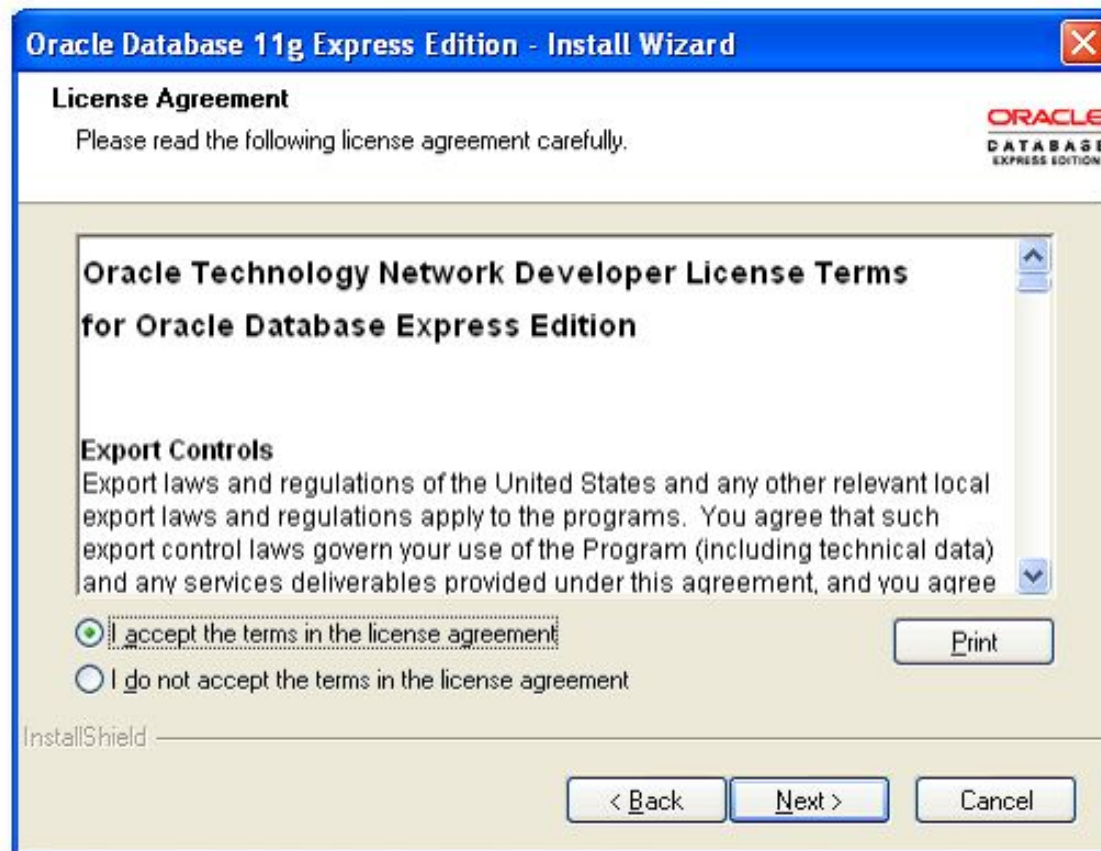 Oracle Database 11g Express Edition - Install Wizard
License Agreement
Please read the following license agreement carefully.
ORACLE
DATABASE
EXPRESS EDITION
Oracle Technology Network Developer License Terms
for Oracle Database Express Edition
Export Controls
Export laws and regulations of the United States and any other relevant local
export laws and regulations apply to the programs.  You agree that such
export control laws govern your use of the Program (including technical data)
and any services deliverables provided under this agreement, and you agree
I accept the terms in the license agreement
Print
I do not accept the terms in the license agreement
InstallShield
< Back
Next >
Cancel